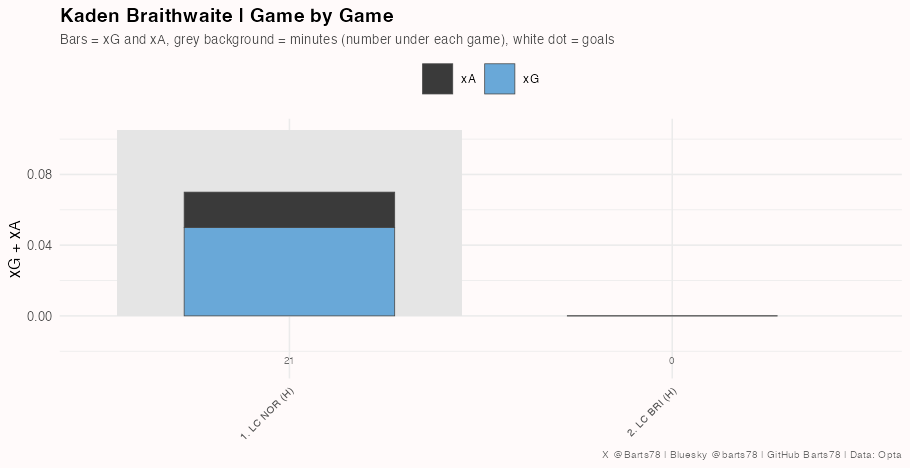 Kaden Braithwaite | Game by Game
Bars = xG and xA, grey background = minutes (number under each game), white dot = goals
xA xG
xG + xA
0.08
0.04
0.00
21 0
1. LC NOR (H) 2. LC BRI (H)
X @Barts78 | Bluesky @barts78 | GitHub Barts78 | Data: Opta